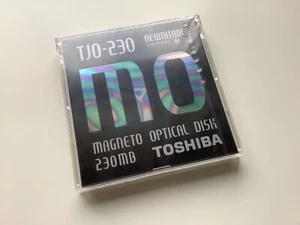 TJO-230
REWRITABLE
MO
MAGNETO OPTICAL DISK
230MB
TOSHIBA